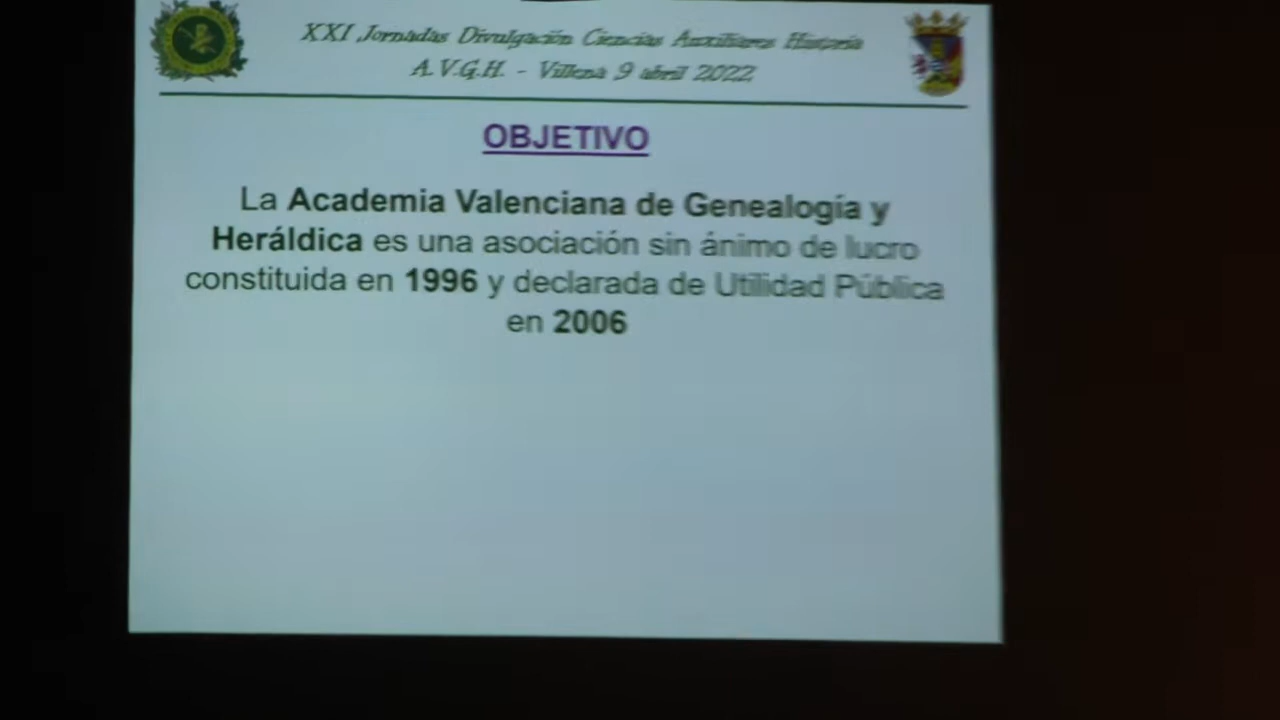 XXI Jornadas Divulgación Ciencias Auxiliares Historia
A.V.G.H. - Villena 9 abril 2022
OBJETIVO
La Academia Valenciana de Genealogía y
Heráldica es una asociación sin ánimo de lucro
constituida en 1996 y declarada de Utilidad Pública
en 2006